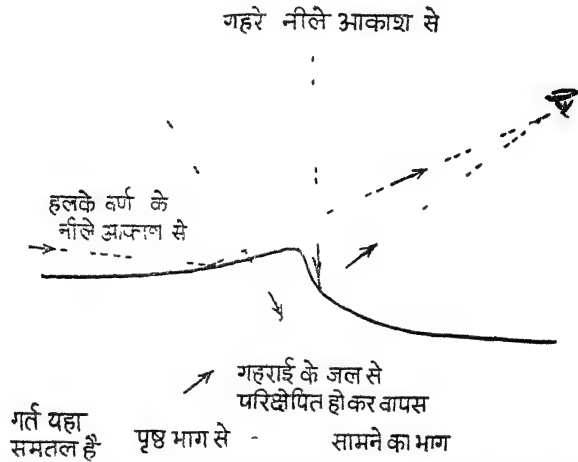 गहरे नीले आकाश से
हलके वर्ण के
नीले आकाश से
गहराई के जल से
परिक्षेपित होकर वापस
गर्त यहा
समतल है
पृष्ठ भाग से -
सामने का भाग